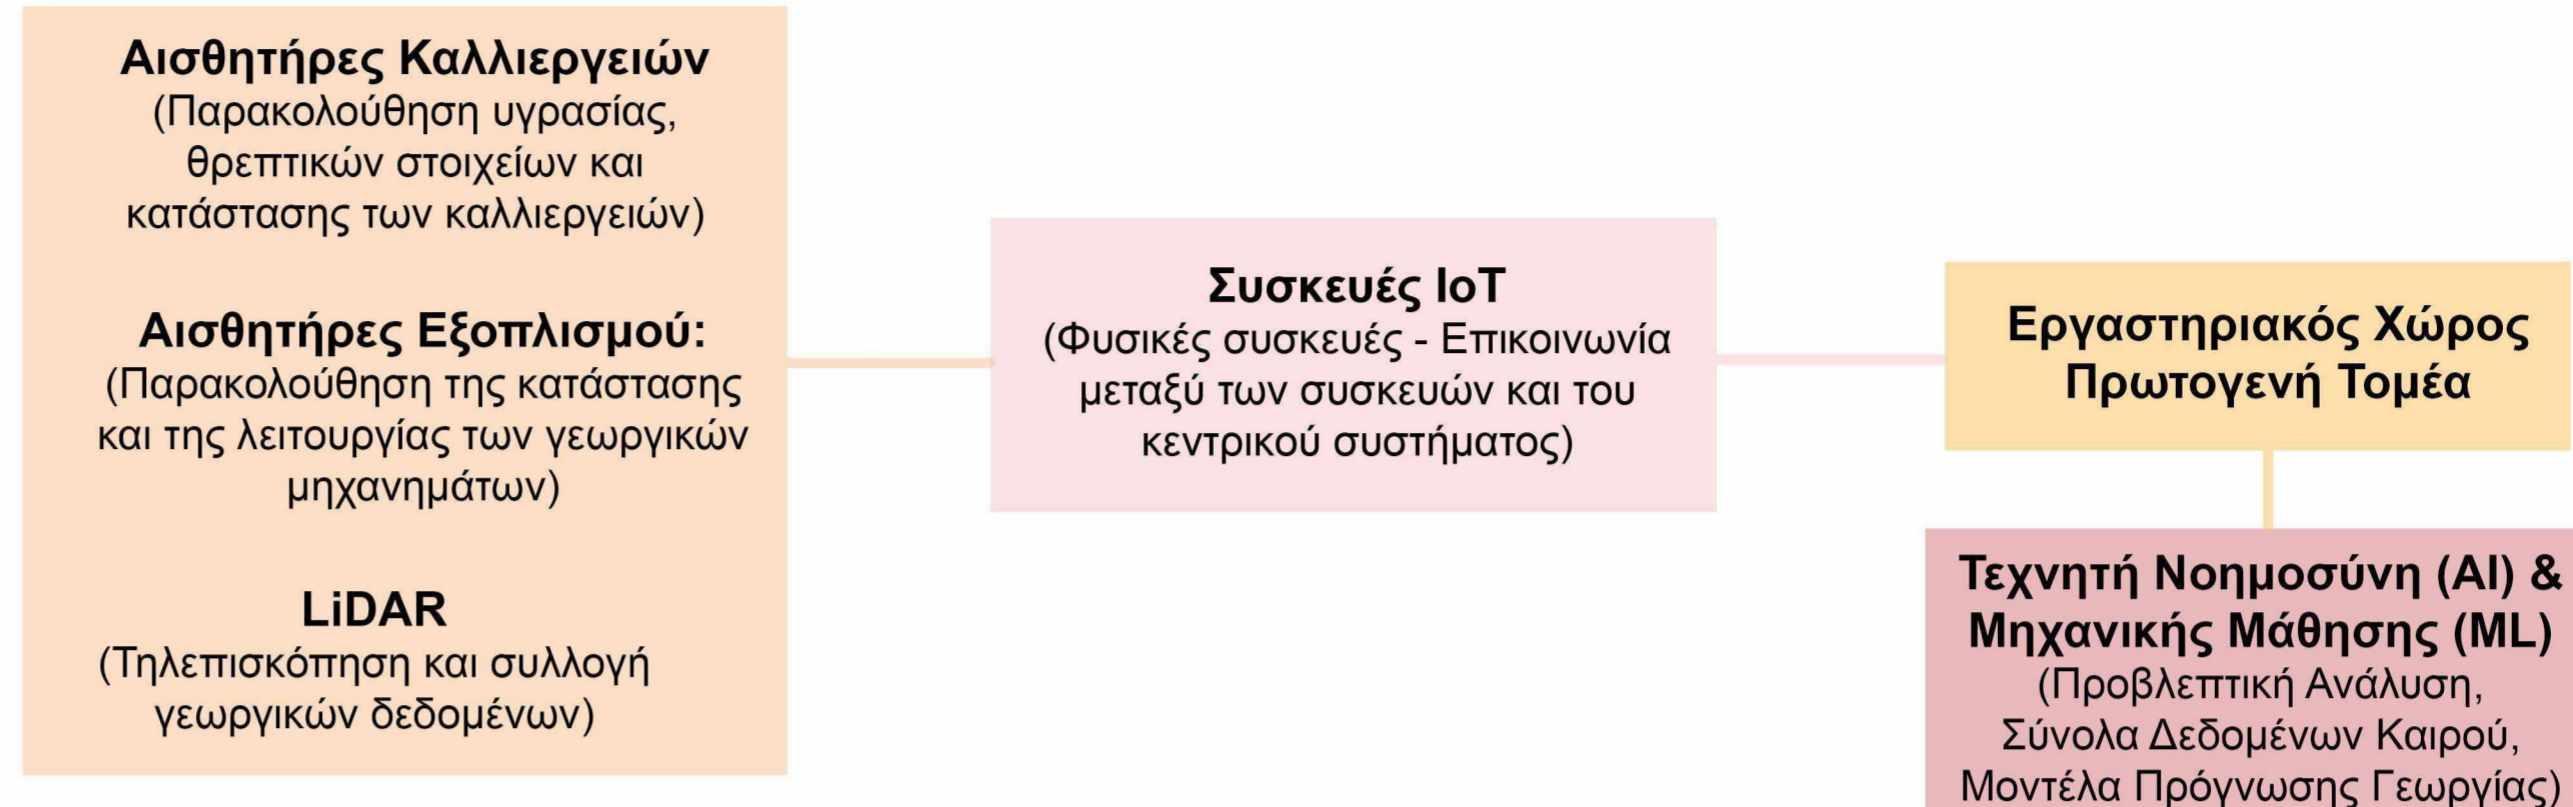 Αισθητήρες Καλλιεργειών
(Παρακολούθηση υγρασίας,
θρεπτικών στοιχείων και
κατάστασης των καλλιεργειών)
Αισθητήρες Εξοπλισμού:
(Παρακολούθηση της κατάστασης
και της λειτουργίας των γεωργικών
μηχανημάτων)
LiDAR
(Τηλεπισκόπηση και συλλογή
γεωργικών δεδομένων)
Συσκευές IoT
(Φυσικές συσκευές - Επικοινωνία
μεταξύ των συσκευών και του
κεντρικού συστήματος)
Εργαστηριακός Χώρος
Πρωτογενή Τομέα
Τεχνητή Νοημοσύνη (AI) &
Μηχανικής Μάθησης (ML)
(Προβλεπτική Ανάλυση,
Σύνολα Δεδομένων Καιρού,
Μοντέλα Πρόγνωσης Γεωργίας)